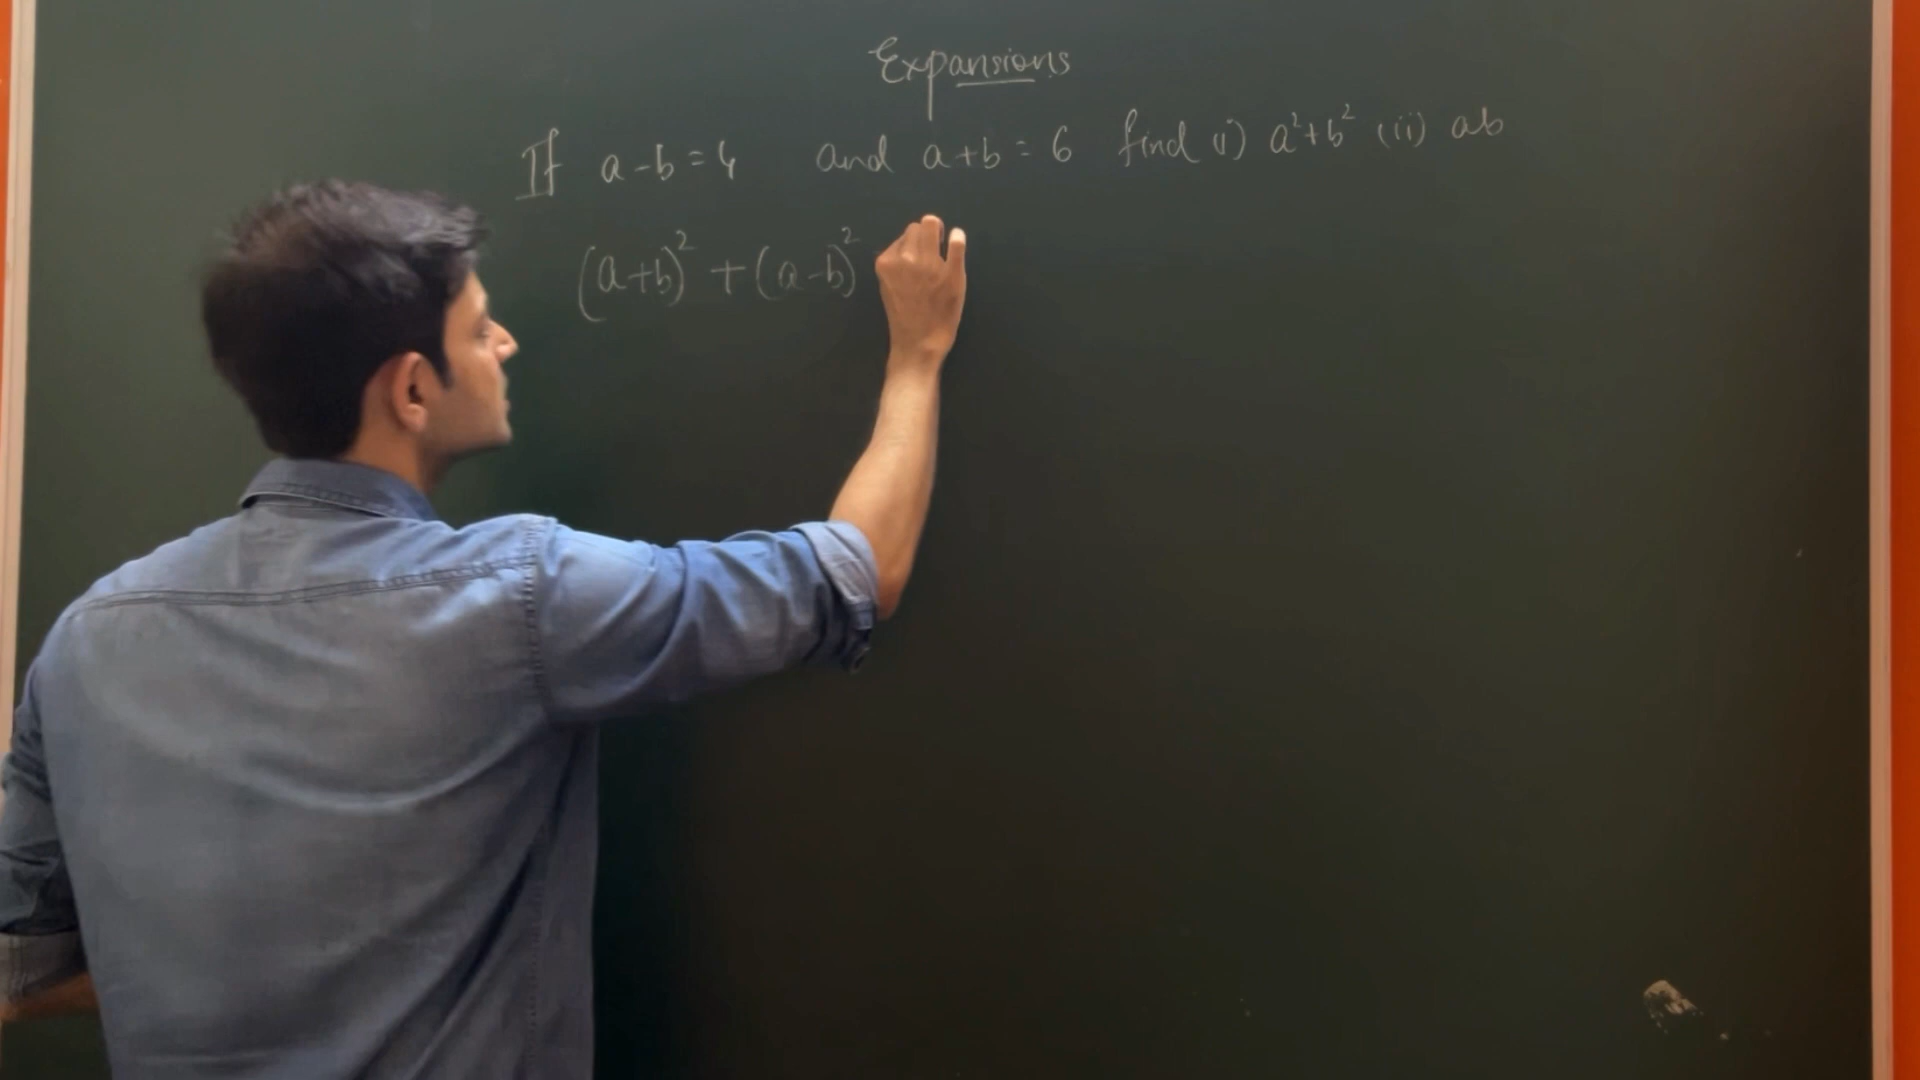 Expansions
If a-b=4 and a+b=6 find (i) a²+b² (ii) ab
(a+b)² + (a-b)²